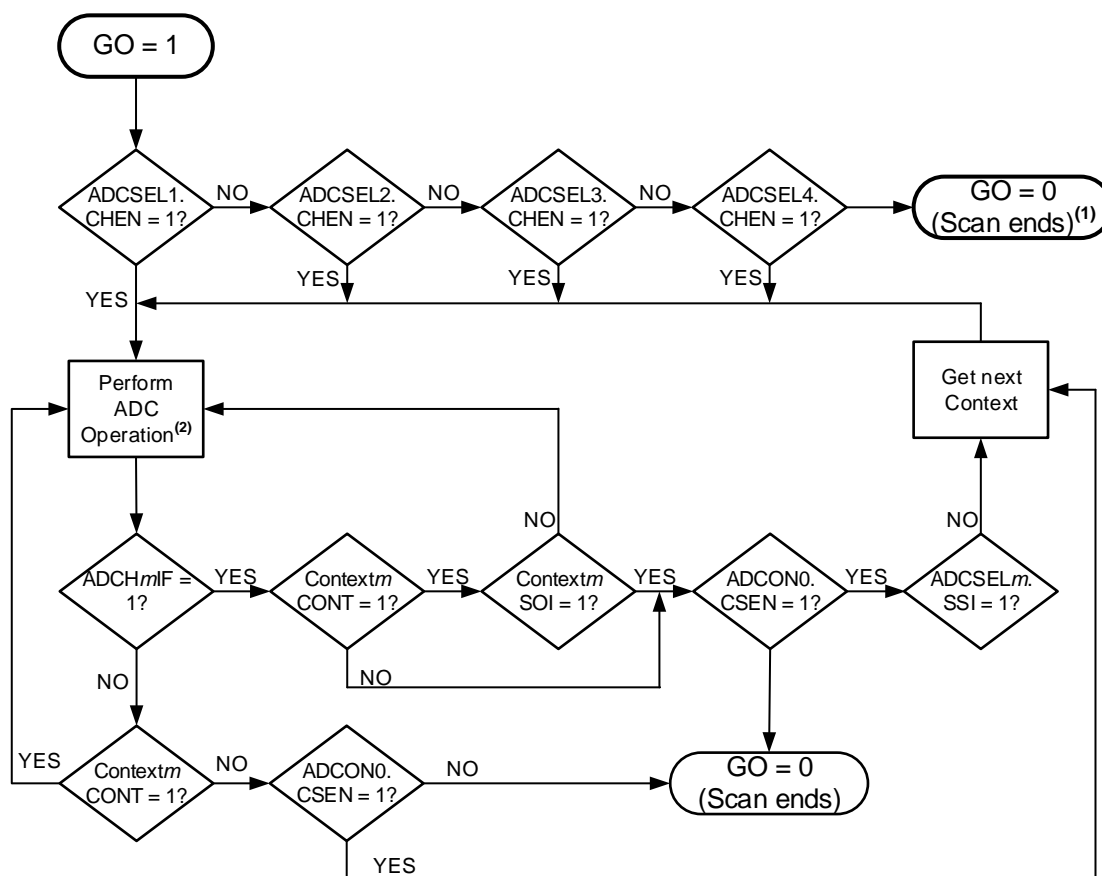 GO = 1
ADCSEL1.
CHEN = 1?
NO
ADCSEL2.
CHEN = 1?
NO
ADCSEL3.
CHEN = 1?
NO
ADCSEL4.
CHEN = 1?
GO = 0
(Scan ends)(1)
YES
YES
YES
YES
Perform
ADC
Operation(2)
Get next
Context
NO
NO
ADCHmIF =
1?
YES
Contextm
CONT = 1?
YES
Contextm
SOI = 1?
YES
ADCON0.
CSEN = 1?
YES
ADCSELm.
SSI = 1?
NO
NO
YES
Contextm
CONT = 1?
NO
ADCON0.
CSEN = 1?
NO
GO = 0
(Scan ends)
YES